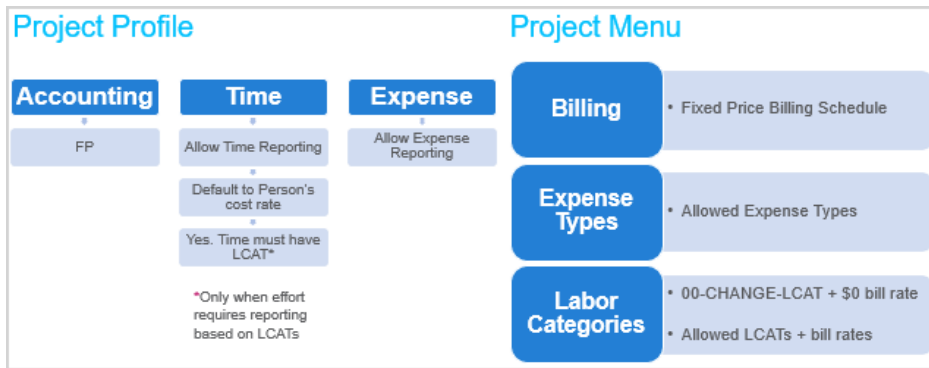 Project Profile
Project Menu
Accounting
FP
Time
Allow Time Reporting
Default to Person's
cost rate
Yes. Time must have
LCAT*
*Only when effort
requires reporting
based on LCATs
Expense
Allow Expense
Reporting
Billing
• Fixed Price Billing Schedule
Expense
Types
• Allowed Expense Types
Labor
Categories
• 00-CHANGE-LCAT + $0 bill rate
• Allowed LCATs + bill rates